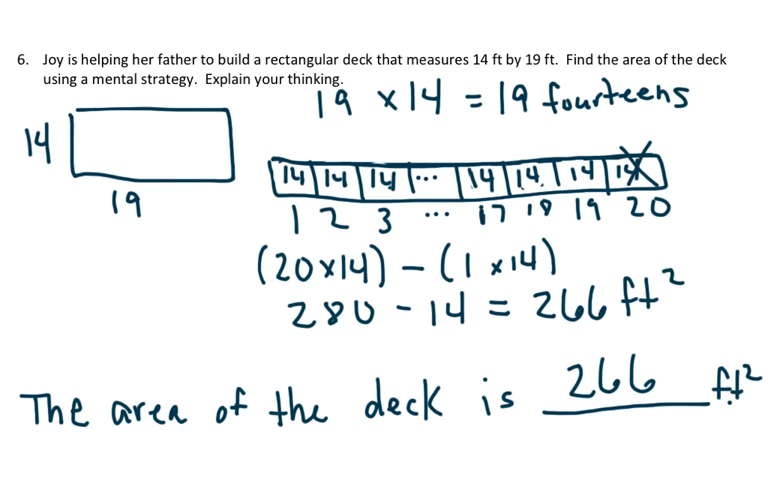 6. Joy is helping her father to build a rectangular deck that measures 14 ft by 19 ft. Find the area of the deck
using a mental strategy. Explain your thinking.
19 x 14 = 19 fourteens
14
19
14 14 14 ... 14 14 14 14
1 2 3 ... 17 18 19 20
(20x14) - (1 x 14)
280 - 14 = 266 ft²
The area of the deck is 266 ft²